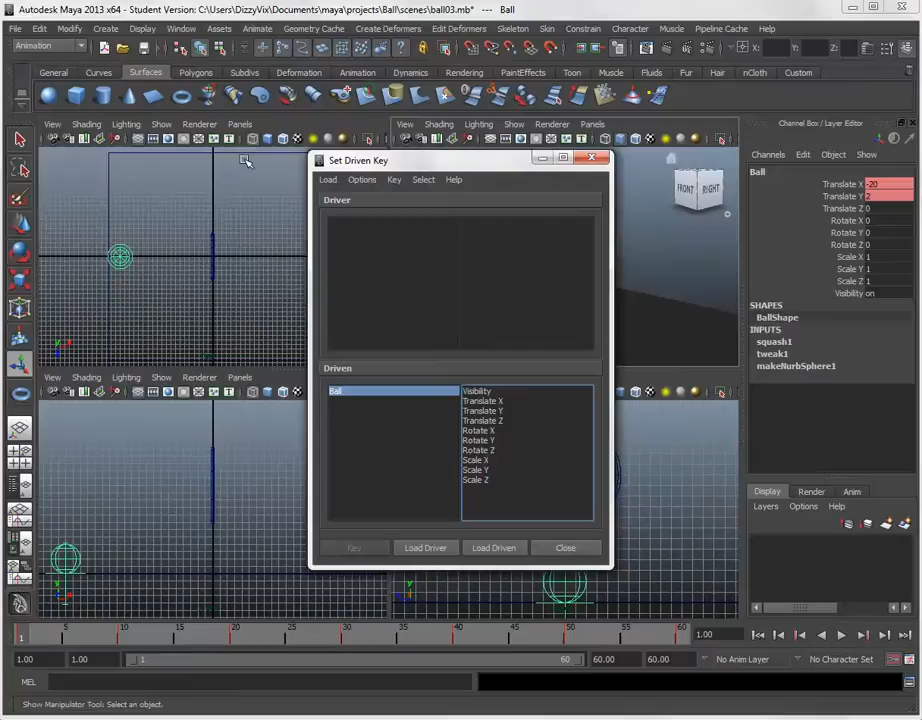 Autodesk Maya 2013 x64 - Student Version: C:\Users\DizzyVix\Documents\maya\projects\Ball\scenes\ball03.mb* --- Ball
File Edit Modify Create Display Window Assets Animate Geometry Cache Create Deformers Edit Deformers Skeleton Skin Constrain Character Muscle Pipeline Cache
Animation X: Y: Z:
General Curves Surfaces Polygons Subdivs Deformation Animation Dynamics Rendering PaintEffects Toon Muscle Fluids Fur Hair nCloth Custom
View Shading Lighting Show Renderer Panels
View Shading Lighting Show Renderer Panels
Channel Box / Layer Editor
Channels Edit Object Show
Ball
Translate X -20
Translate Y 2
Translate Z 0
Rotate X 0
Rotate Y 0
Rotate Z 0
Scale X 1
Scale Y 1
Scale Z 1
Visibility on
SHAPES
BallShape
INPUTS
squash1
tweak1
makeNurbSphere1
FRONT RIGHT
Set Driven Key
Load Options Key Select Help
Driver
Driven
Ball
Visibility
Translate X
Translate Y
Translate Z
Rotate X
Rotate Y
Rotate Z
Scale X
Scale Y
Scale Z
Key Load Driver Load Driven Close
View Shading Lighting Show Renderer Panels
Display Render Anim
Layers Options Help
1 5 10 15 20 25 30 35 40 45 50 55 60 1.00
1.00 1.00 1 60 60.00 60.00 No Anim Layer No Character Set
MEL
Show Manipulator Tool: Select an object.